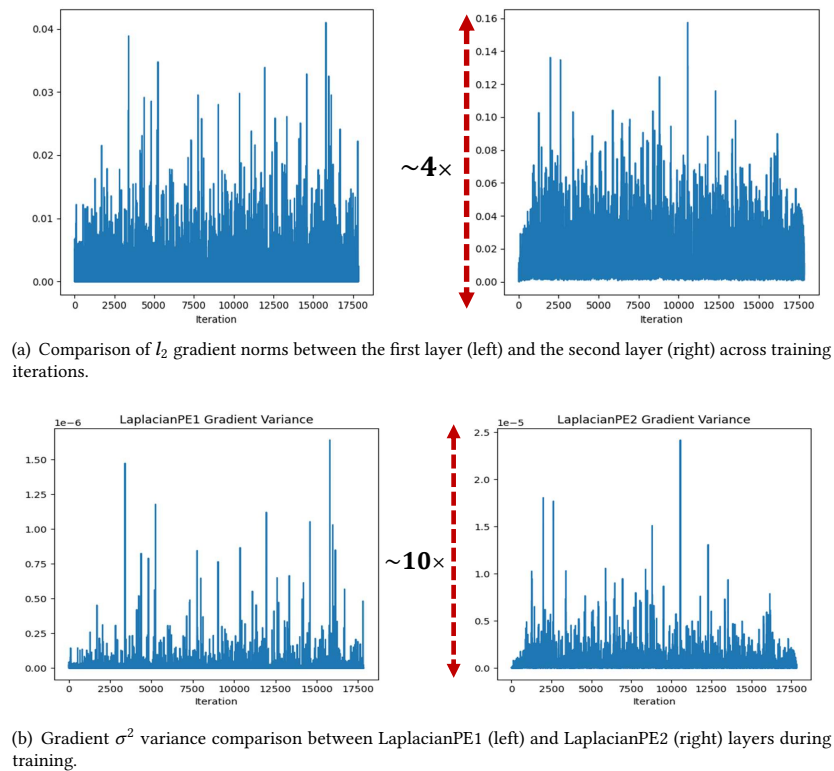 0.04
0.03
0.02
0.01
0.00
0 2500 5000 7500 10000 12500 15000 17500
Iteration
~4×
0.16
0.14
0.12
0.10
0.08
0.06
0.04
0.02
0.00
0 2500 5000 7500 10000 12500 15000 17500
Iteration
(a) Comparison of l₂ gradient norms between the first layer (left) and the second layer (right) across training
iterations.
1e−6
LaplacianPE1 Gradient Variance
1.50
1.25
1.00
0.75
0.50
0.25
0.00
0 2500 5000 7500 10000 12500 15000 17500
Iteration
~10×
1e−5
LaplacianPE2 Gradient Variance
2.5
2.0
1.5
1.0
0.5
0.0
0 2500 5000 7500 10000 12500 15000 17500
Iteration
(b) Gradient σ² variance comparison between LaplacianPE1 (left) and LaplacianPE2 (right) layers during
training.